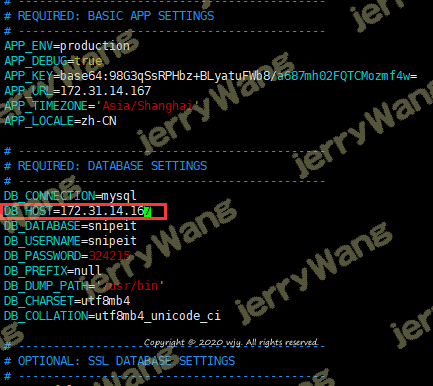 # REQUIRED: BASIC APP SETTINGS
# --------------------------------------------
APP_ENV=production
APP_DEBUG=true
APP_KEY=base64:98G3qSsRPHbz+BLyatuFWb8/a687mh02FQTCMozmf4w=
APP_URL=172.31.14.167
APP_TIMEZONE='Asia/Shanghai'
APP_LOCALE=zh-CN
# --------------------------------------------
# REQUIRED: DATABASE SETTINGS
# --------------------------------------------
DB_CONNECTION=mysql
DB_HOST=172.31.14.167
DB_DATABASE=snipeit
DB_USERNAME=snipeit
DB_PASSWORD=324215
DB_PREFIX=null
DB_DUMP_PATH='/usr/bin'
DB_CHARSET=utf8mb4
DB_COLLATION=utf8mb4_unicode_ci
Copyright © 2020 wjy. All rights reserved.
# --------------------------------------------
# OPTIONAL: SSL DATABASE SETTINGS
# --------------------------------------------
jerryWang
jerryWang
jerryWang
jerryWang